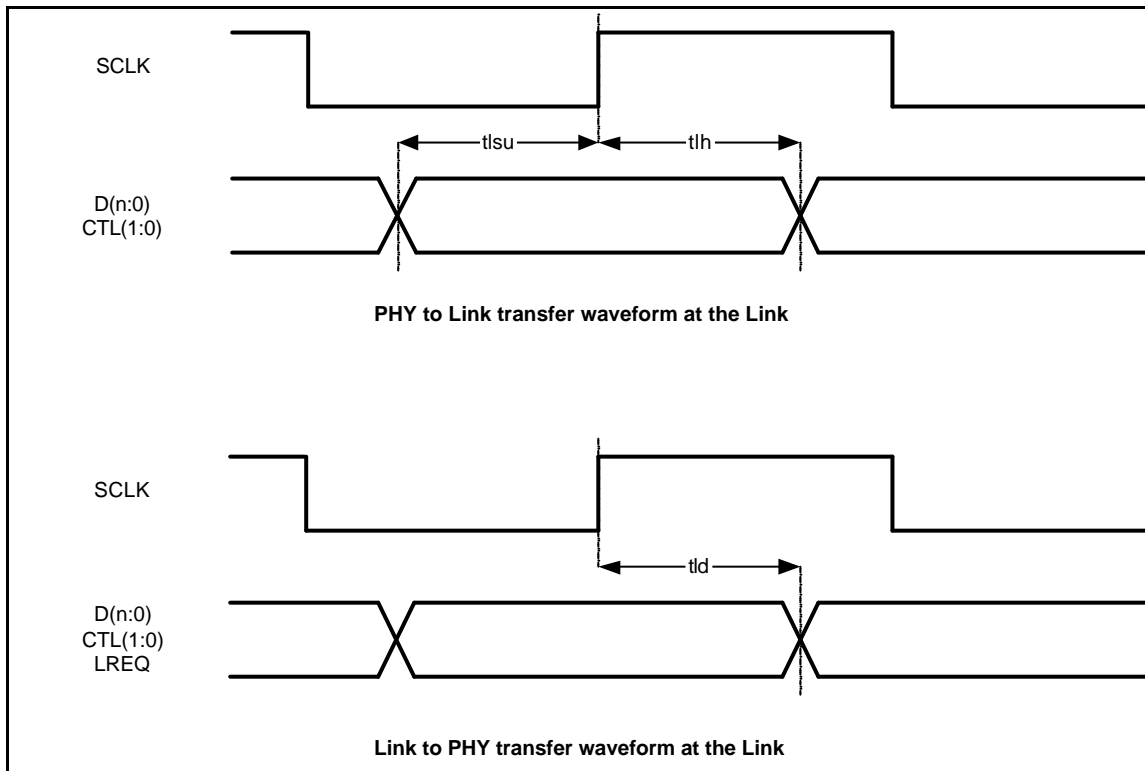 SCLK
tlsu
tlh
D(n:0)
CTL(1:0)
PHY to Link transfer waveform at the Link
SCLK
tld
D(n:0)
CTL(1:0)
LREQ
Link to PHY transfer waveform at the Link